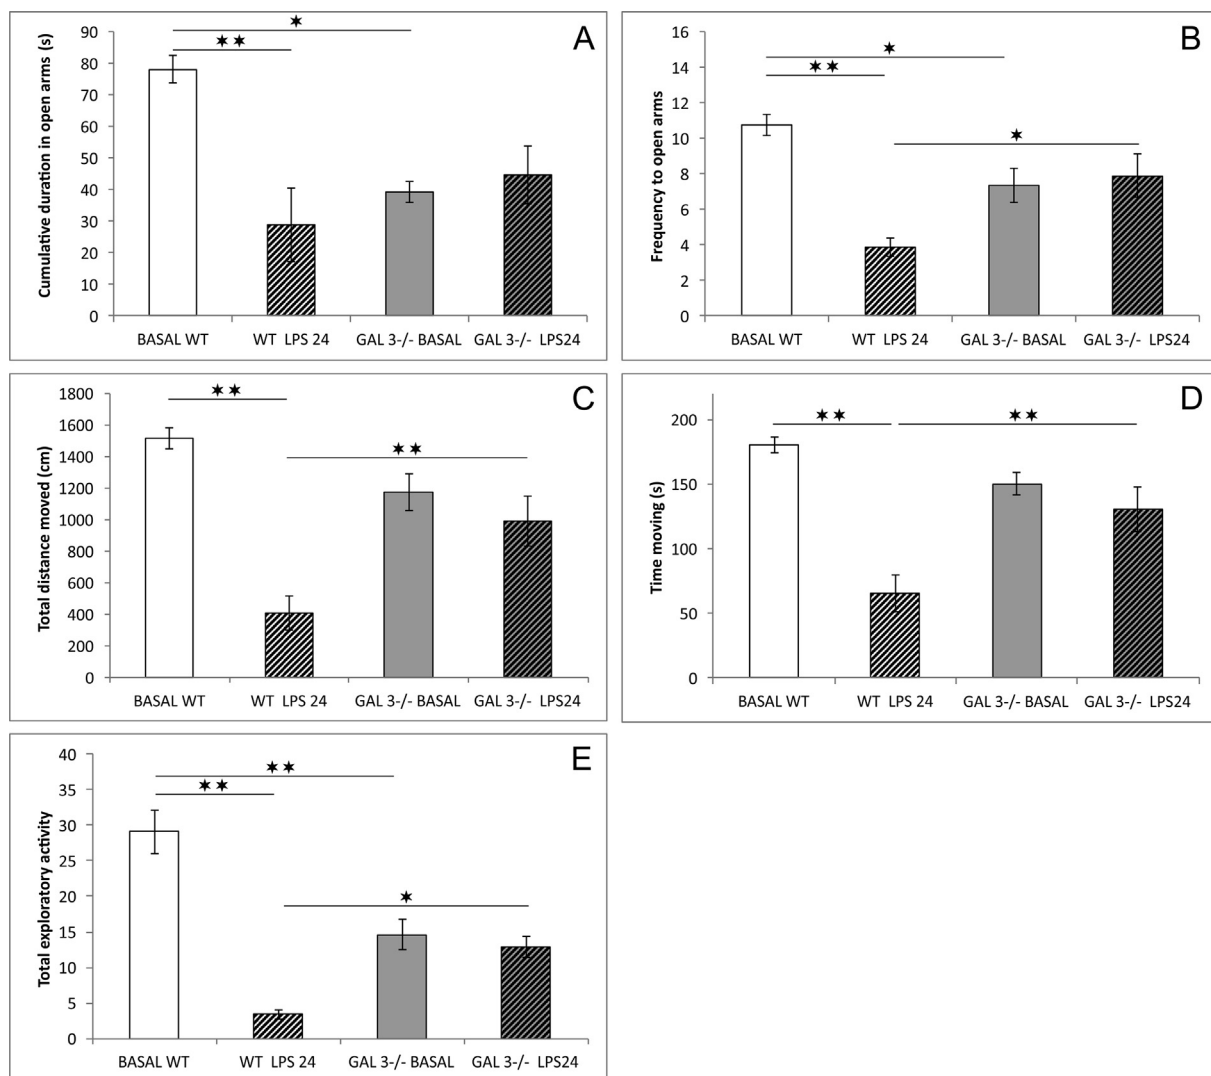 A
Cumulative duration in open arms (s)
90
80
70
60
50
40
30
20
10
0
BASAL WT WT LPS 24 GAL 3-/- BASAL GAL 3-/- LPS24
B
Frequency to open arms
16
14
12
10
8
6
4
2
0
BASAL WT WT LPS 24 GAL 3-/- BASAL GAL 3-/- LPS24
C
Total distance moved (cm)
1800
1600
1400
1200
1000
800
600
400
200
0
BASAL WT WT LPS 24 GAL 3-/- BASAL GAL 3-/- LPS24
D
Time moving (s)
200
150
100
50
0
BASAL WT WT LPS 24 GAL 3-/- BASAL GAL 3-/- LPS24
E
Total exploratory activity
40
35
30
25
20
15
10
5
0
BASAL WT WT LPS 24 GAL 3-/- BASAL GAL 3-/- LPS24